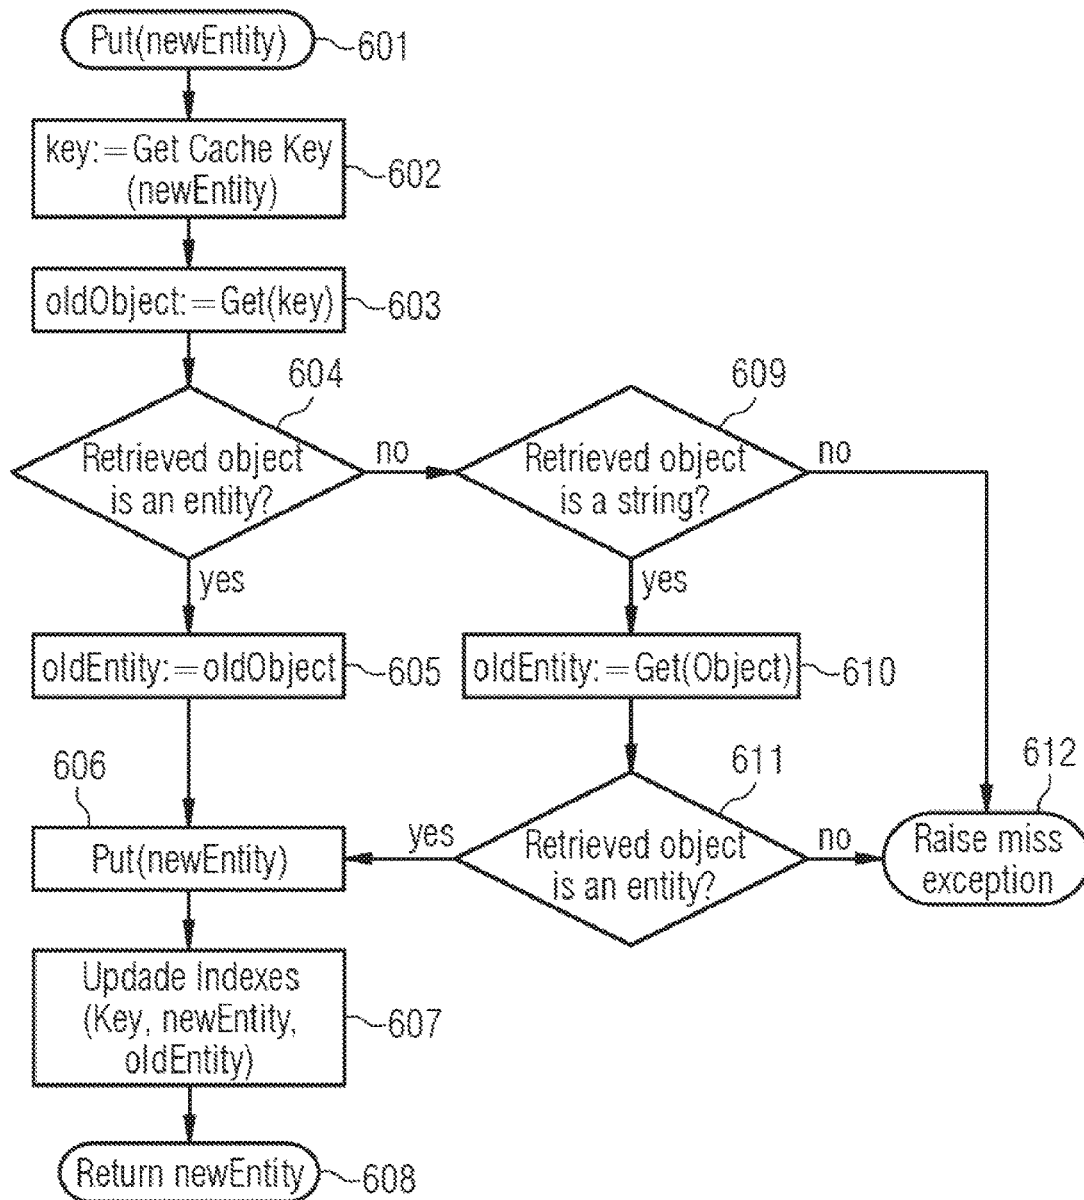 Put(newEntity)
601
key:=Get Cache Key
(newEntity)
602
oldObject:=Get(key)
603
604
Retrieved object
is an entity?
no
yes
609
Retrieved object
is a string?
no
yes
oldEntity:=oldObject
605
oldEntity:=Get(Object)
610
606
Put(newEntity)
611
Retrieved object
is an entity?
yes
no
612
Raise miss
exception
Updade Indexes
(Key, newEntity,
oldEntity)
607
Return newEntity
608